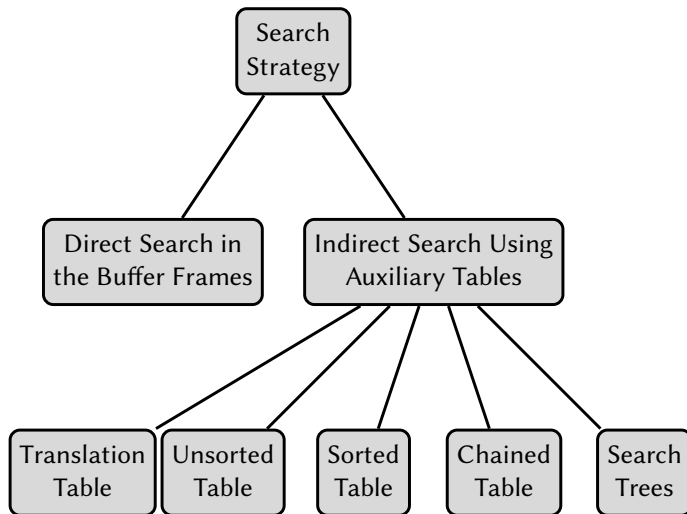 Search
Strategy
Direct Search in
the Buffer Frames
Indirect Search Using
Auxiliary Tables
Translation
Table
Unsorted
Table
Sorted
Table
Chained
Table
Search
Trees